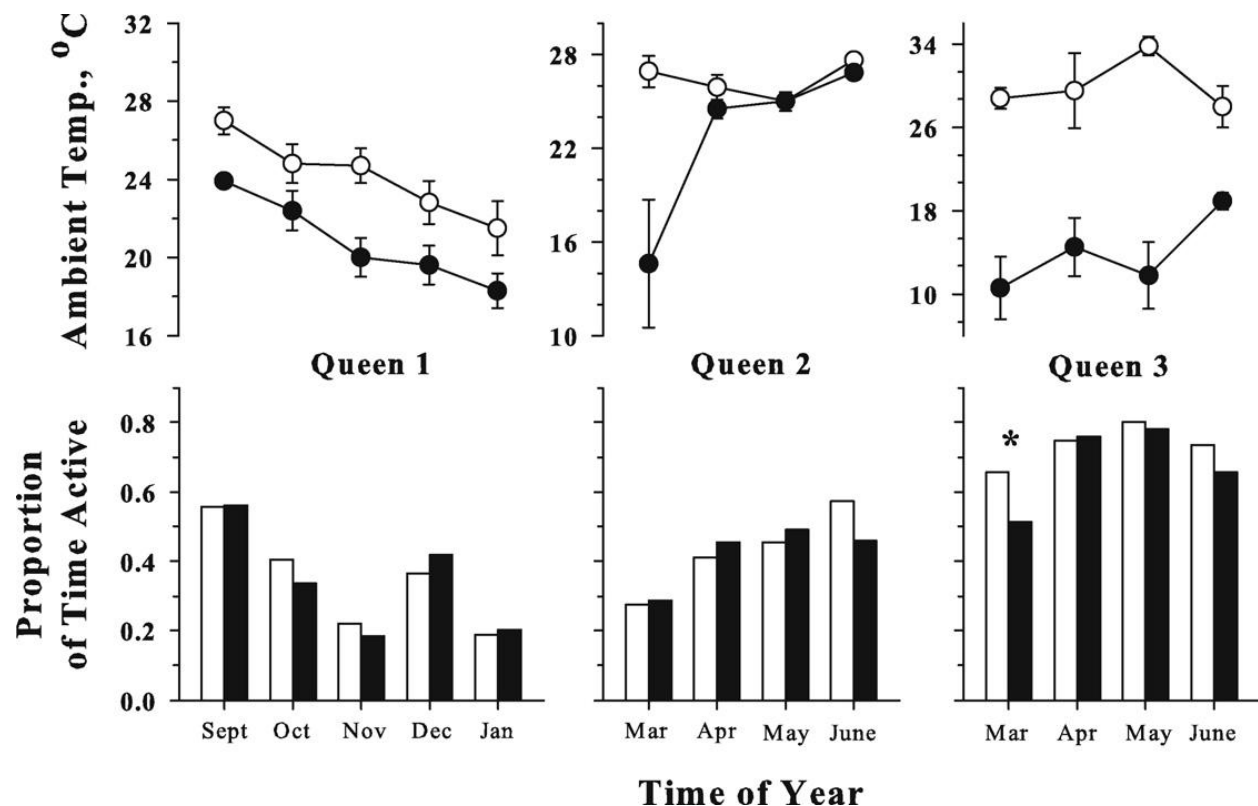 Ambient Temp., °C
32
28
24
20
16
28
22
16
10
34
26
18
10
Queen 1
Queen 2
Queen 3
Proportion
of Time Active
0.8
0.6
0.4
0.2
0.0
*
Sept Oct Nov Dec Jan
Mar Apr May June
Mar Apr May June
Time of Year